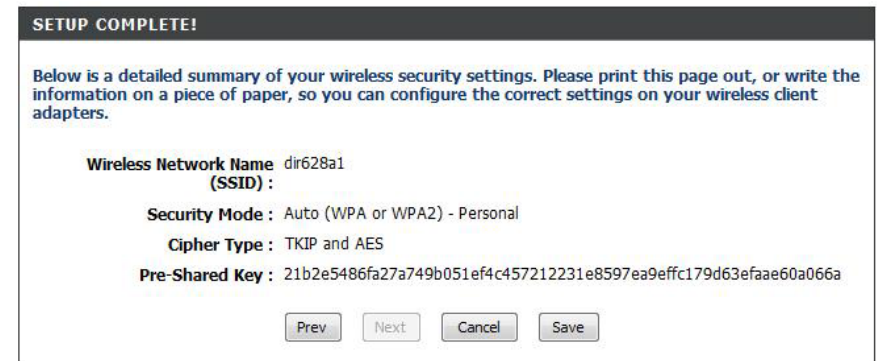 SETUP COMPLETE!
Below is a detailed summary of your wireless security settings. Please print this page out, or write the
information on a piece of paper, so you can configure the correct settings on your wireless client
adapters.
Wireless Network Name dir628a1
(SSID) :
Security Mode : Auto (WPA or WPA2) - Personal
Cipher Type : TKIP and AES
Pre-Shared Key : 21b2e5486fa27a749b051ef4c457212231e8597ea9effc179d63efaae60a066a
Prev Next Cancel Save